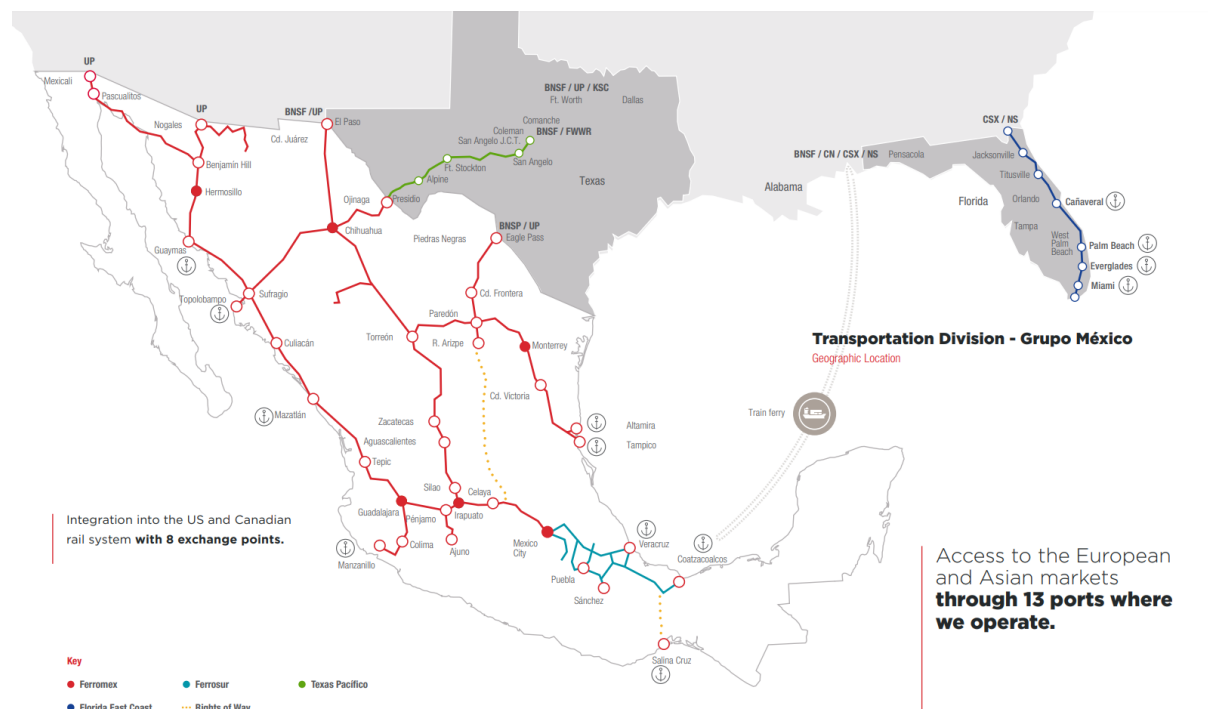 UP
Mexicali
Pascualitos
UP
Nogales
Benjamin Hill
Hermosillo
Guaymas
BNSF /UP
El Paso
Cd. Juárez
BNSF / UP / KSC
Ft. Worth
Dallas
Comanche
Coleman
BNSF / FWWR
San Angelo J.C.T.
San Angelo
Ft. Stockton
Alpine
Presidio
Ojinaga
Texas
Chihuahua
BNSP / UP
Piedras Negras
Eagle Pass
Alabama
BNSF / CN / CSX / NS
Pensacola
CSX / NS
Jacksonville
Titusville
Florida
Orlando
Cañaveral
Tampa
West
Palm
Beach
Palm Beach
Everglades
Miami
Topolobampo
Sufragio
Cd. Frontera
Paredón
Torreón
R. Arizpe
Monterrey
Culiacán
Cd. Victoria
Mazatlán
Zacatecas
Aguascalientes
Altamira
Tampico
Tepic
Silao
Celaya
Guadalajara
Pénjamo
Irapuato
Colima
Ajuno
Manzanillo
Mexico
City
Veracruz
Coatzacoalcos
Puebla
Sánchez
Salina Cruz
Train ferry
Transportation Division - Grupo México
Geographic Location
Integration into the US and Canadian
rail system with 8 exchange points.
Access to the European
and Asian markets
through 13 ports where
we operate.
Key
Ferromex
Ferrosur
Texas Pacífico
Florida East Coast
Rights of Way